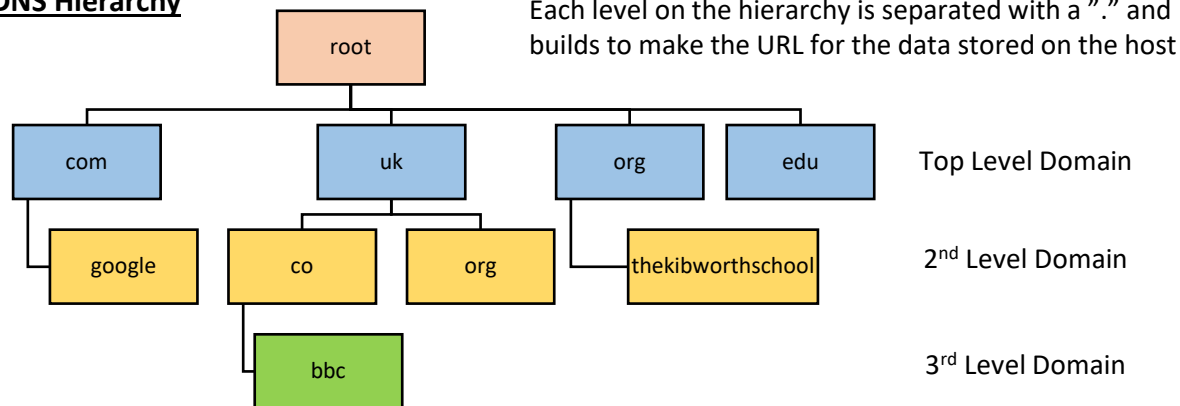 DNS Hierarchy
Each level on the hierarchy is separated with a ”.” and
builds to make the URL for the data stored on the host
root
com
uk
org
edu
Top Level Domain
google
co
org
thekibworthschool
2nd Level Domain
bbc
3rd Level Domain